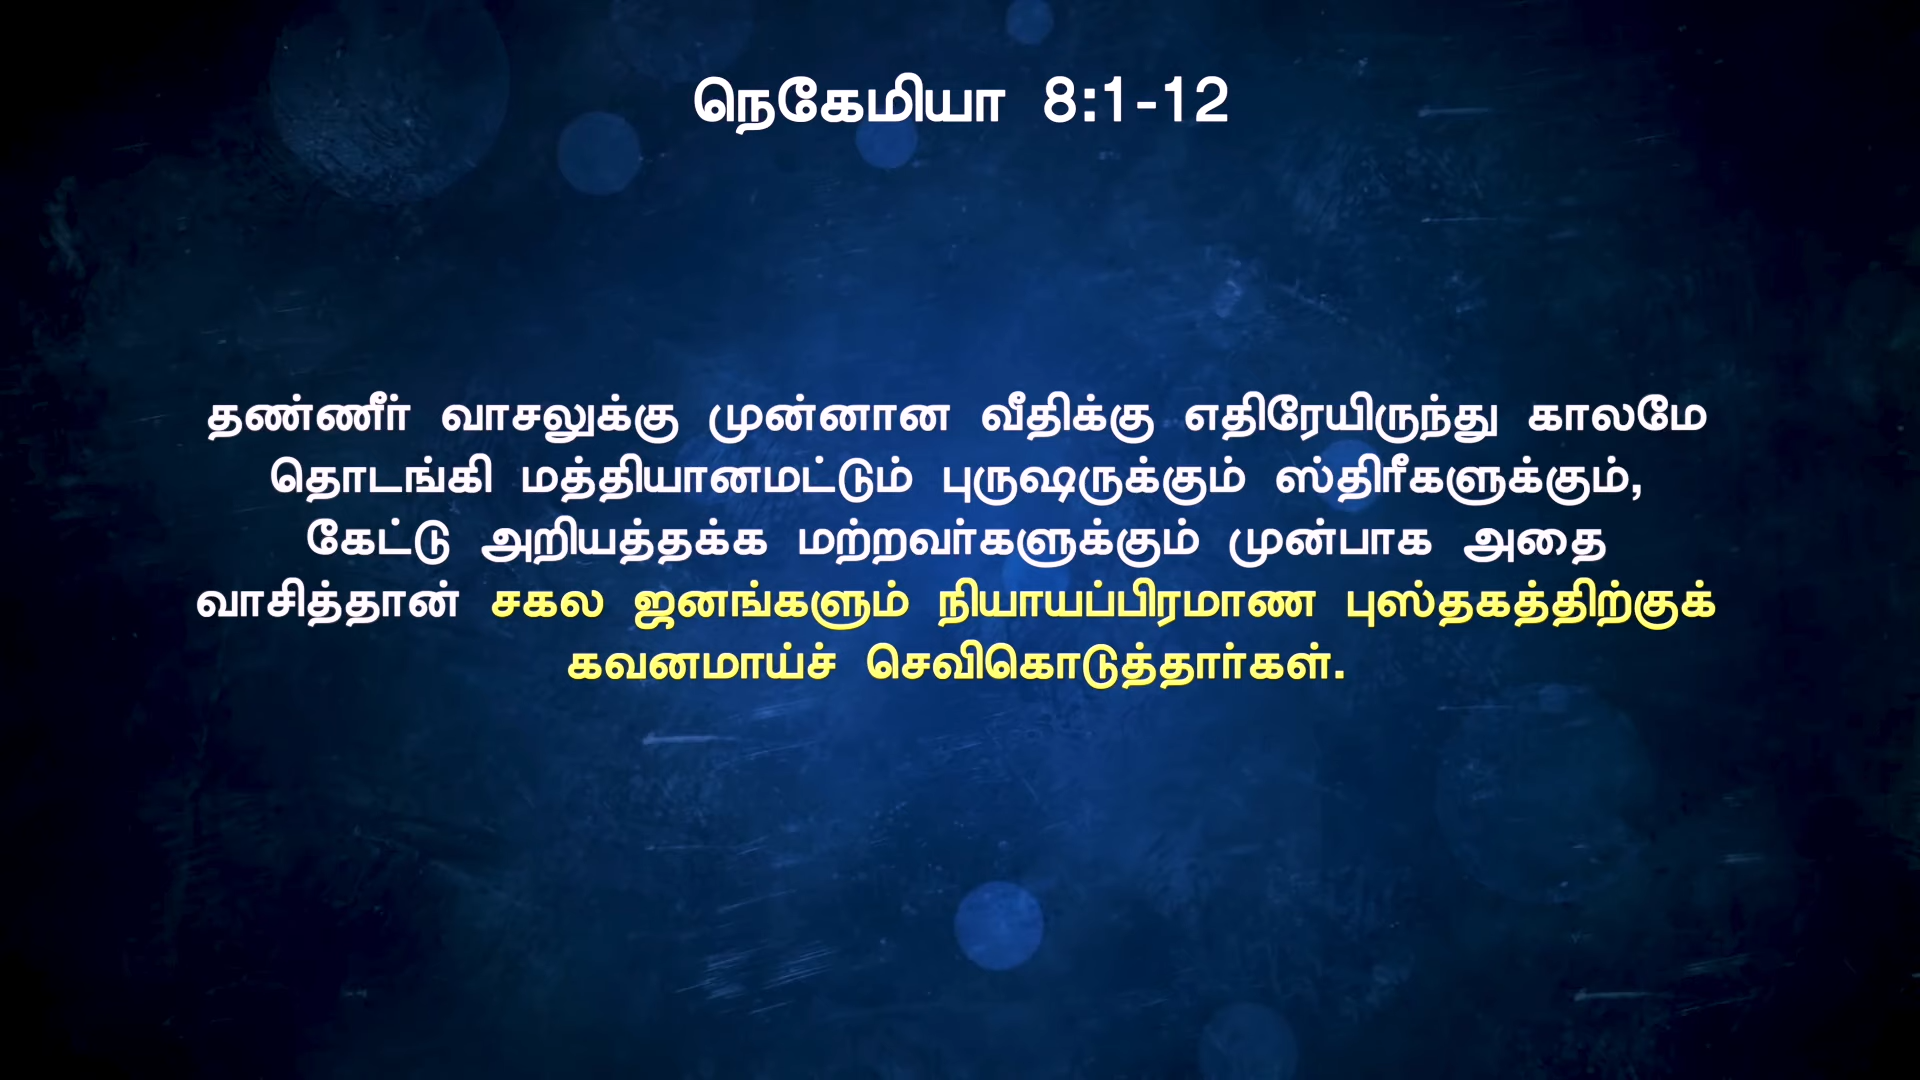 நெகேமியா 8:1-12
தண்ணீர் வாசலுக்கு முன்னான வீதிக்கு எதிரேயிருந்து காலமே
தொடங்கி மத்தியானமட்டும் புருஷருக்கும் ஸ்திரீகளுக்கும்,
கேட்டு அறியத்தக்க மற்றவர்களுக்கும் முன்பாக அதை
வாசித்தான் சகல ஜனங்களும் நியாயப்பிரமாண புஸ்தகத்திற்குக்
கவனமாய்ச் செவிகொடுத்தார்கள்.